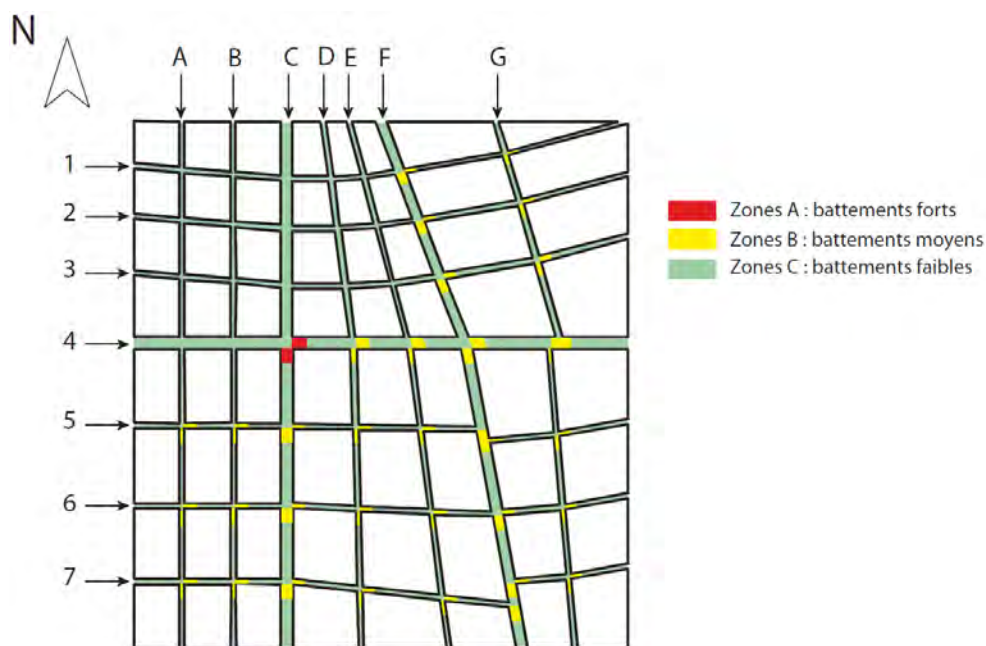 N
A B C D E F G
1
2
3
4
5
6
7
Zones A : battements forts
Zones B : battements moyens
Zones C : battements faibles